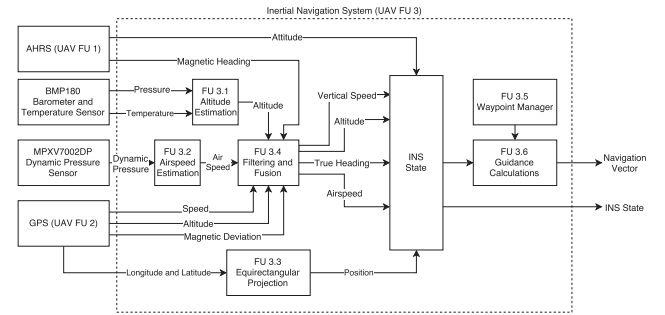 Inertial Navigation System (UAV FU 3)
AHRS (UAV FU 1)
Attitude
Magnetic Heading
BMP180
Barometer and
Temperature Sensor
Pressure
Temperature
FU 3.1
Altitude
Estimation
Altitude
Vertical Speed
Altitude
True Heading
Airspeed
FU 3.5
Waypoint Manager
MPXV7002DP
Dynamic Pressure
Sensor
Dynamic
Pressure
FU 3.2
Airspeed
Estimation
Air
Speed
FU 3.4
Filtering and
Fusion
INS
State
FU 3.6
Guidance
Calculations
Navigation
Vector
INS State
GPS (UAV FU 2)
Speed
Altitude
Magnetic Deviation
Longitude and Latitude
FU 3.3
Equirectangular
Projection
Position